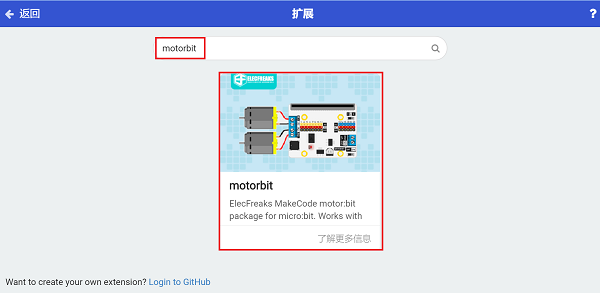 返回
扩展
?
motorbit
ELECFREAKS
motorbit
ElecFreaks MakeCode motor:bit
package for micro:bit. Works with
了解更多信息
Want to create your own extension? Login to GitHub